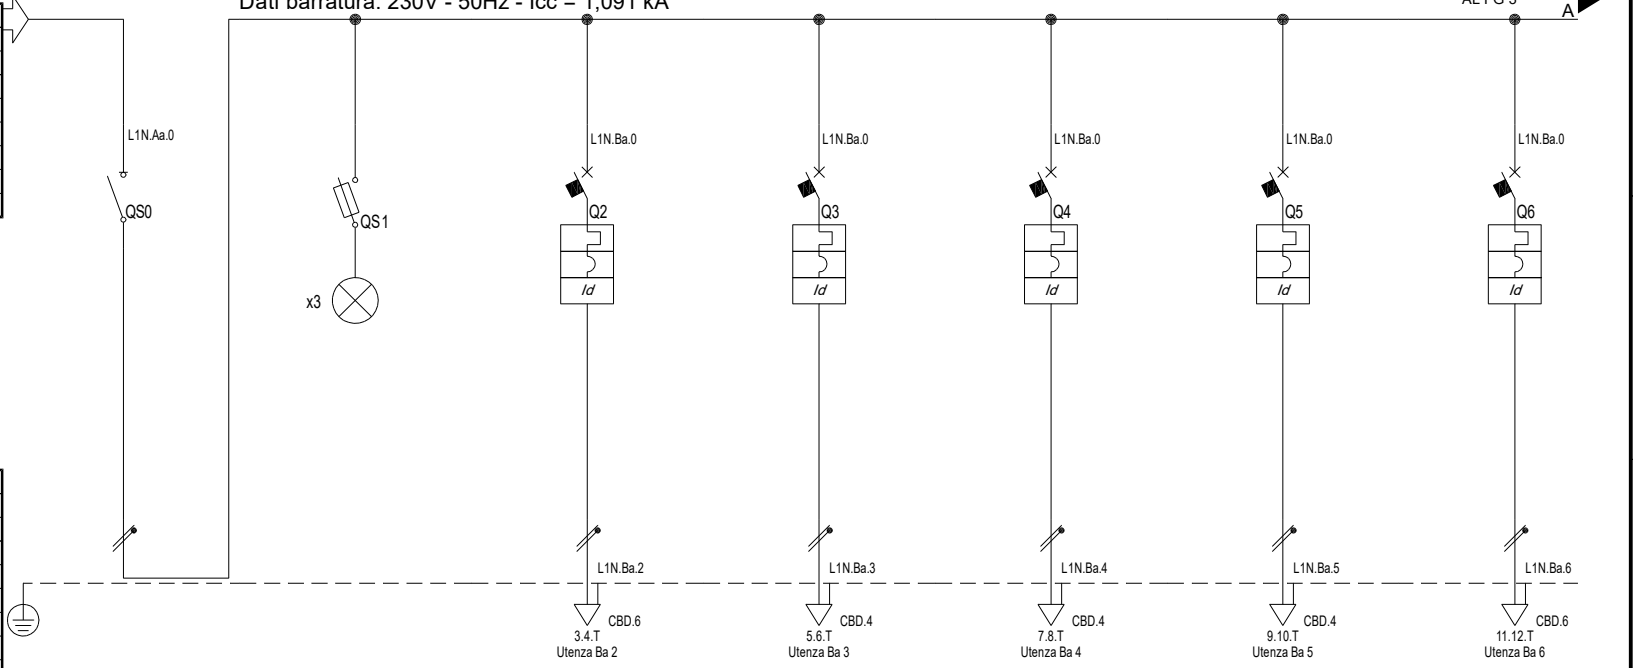 Dati barratura: 230V - 50Hz - Icc = 1,091 kA
A
L1N.Aa.0
L1N.Ba.0
L1N.Ba.0
L1N.Ba.0
L1N.Ba.0
L1N.Ba.0
QS0
QS1
Q2
Q3
Q4
Q5
Q6
Id
Id
Id
Id
Id
x3
L1N.Ba.2
L1N.Ba.3
L1N.Ba.4
L1N.Ba.5
L1N.Ba.6
CBD.6
CBD.4
CBD.4
CBD.4
CBD.6
3.4.T
5.6.T
7.8.T
9.10.T
11.12.T
Utenza Ba 2
Utenza Ba 3
Utenza Ba 4
Utenza Ba 5
Utenza Ba 6